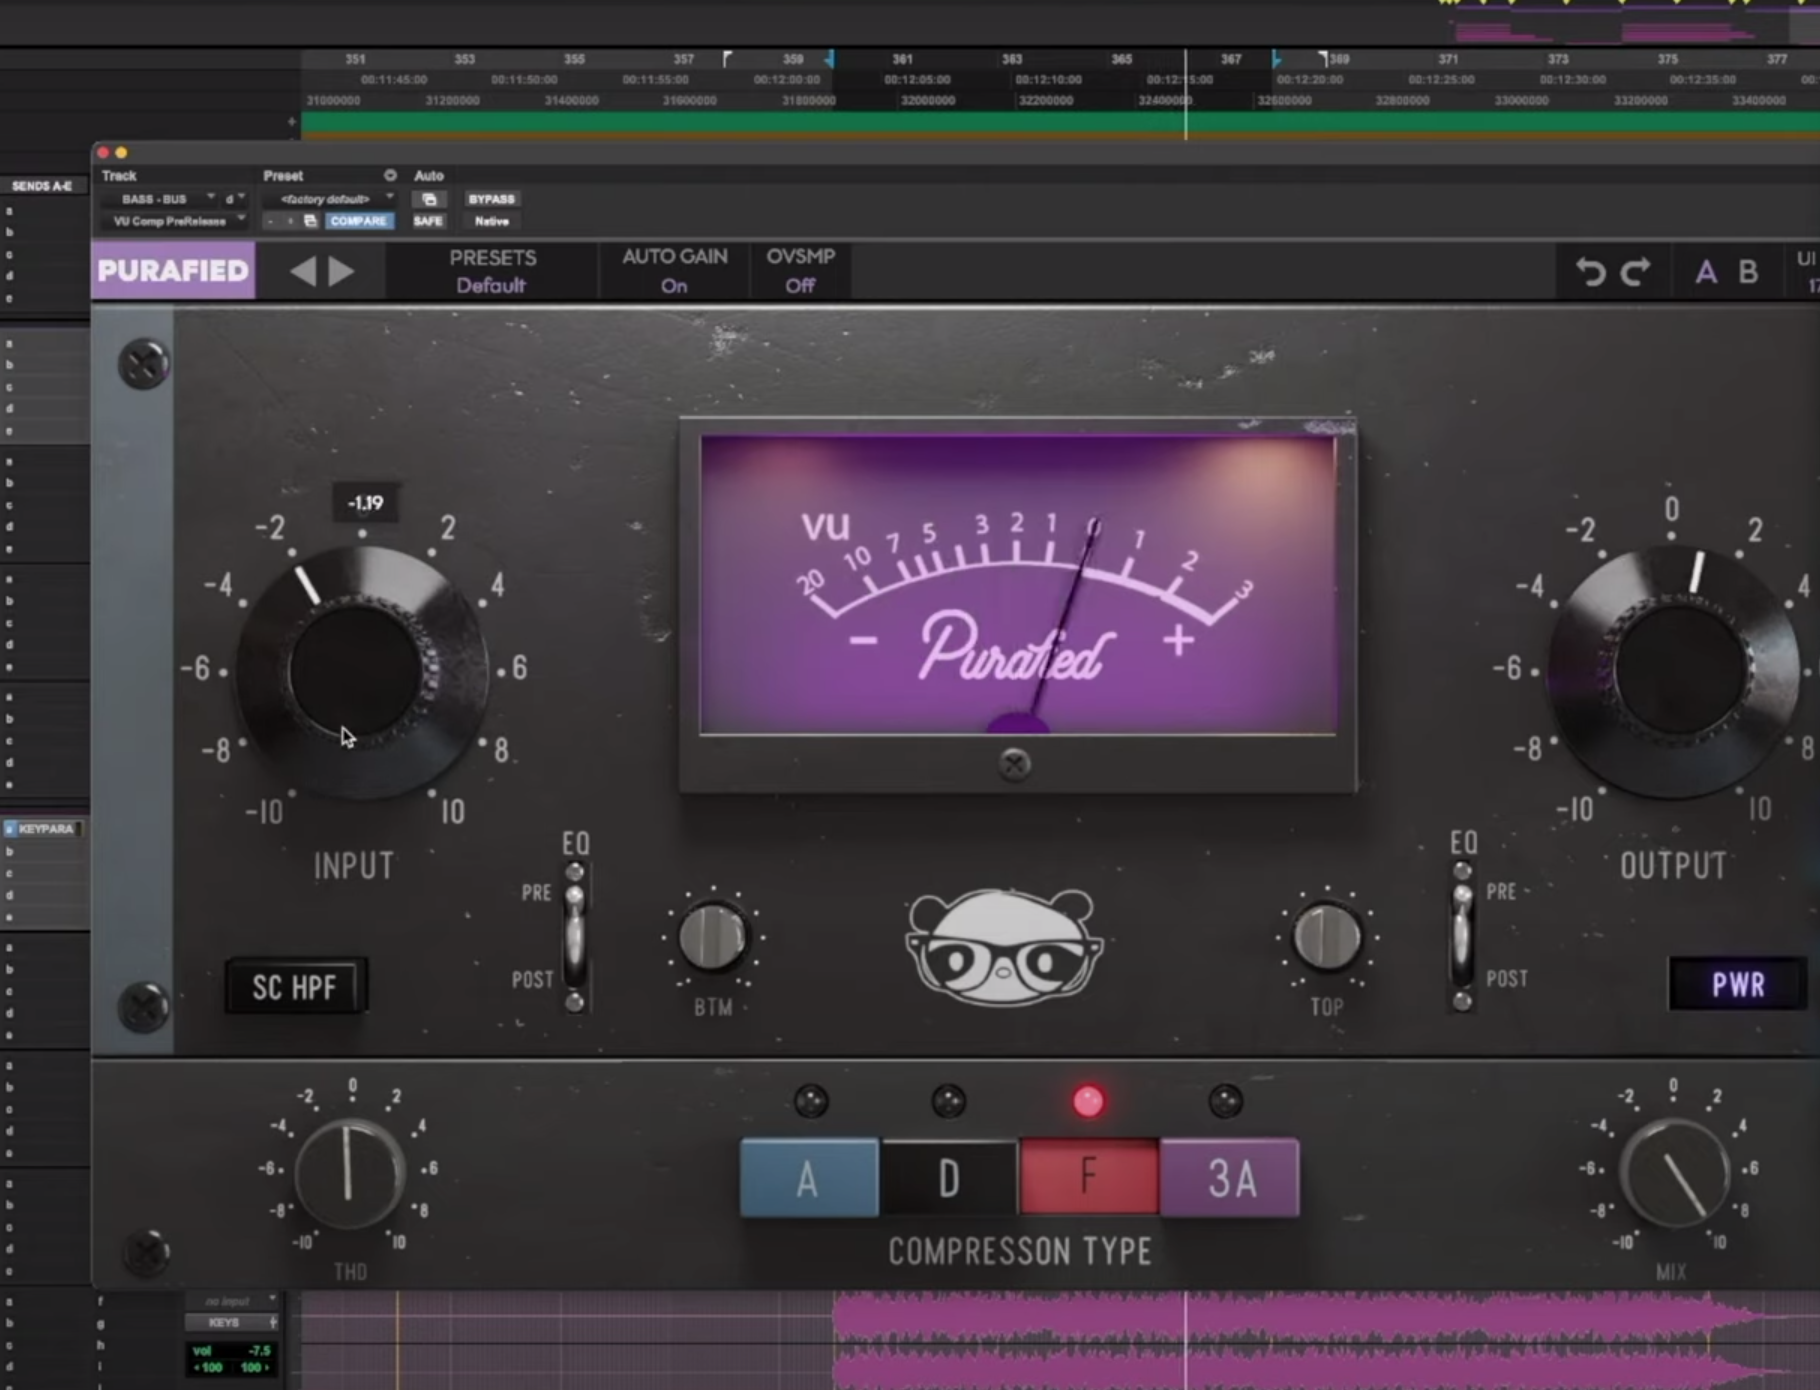 351 353 355 357 359 361 363 365 367 369 371 373 375 377
00:11:45:00 00:11:50:00 00:11:55:00 00:12:00:00 00:12:05:00 00:12:10:00 00:12:15:00 00:12:20:00 00:12:25:00 00:12:30:00 00:12:35:00
31000000 31200000 31400000 31600000 31800000 32000000 32200000 32400000 32600000 32800000 33000000 33200000 33400000
SENDS A-E
Track Preset Auto
BASS - BUS d <factory default> BYPASS
VU Comp PreRelease - + COMPARE SAFE Native
PURAFIED
PRESETS
Default
AUTO GAIN
On
OVSMP
Off
A B
UI
17
-1.19
-2 2
-4 4
-6 6
-8 8
-10 10
INPUT
VU
20 10 7 5 3 2 1 0 1 2 3
- +
Purafied
0
-2 2
-4 4
-6
-8 8
-10 10
OUTPUT
KEYPARA
EQ
PRE
POST
BTM
TOP
EQ
PRE
POST
SC HPF
PWR
0
-2 2
-4 4
-6 6
-8 8
-10 10
THD
A D F 3A
COMPRESSON TYPE
0
-2 2
-4 4
-6 6
-8 8
-10 10
MIX
no input
KEYS
vol -7.5
100 100